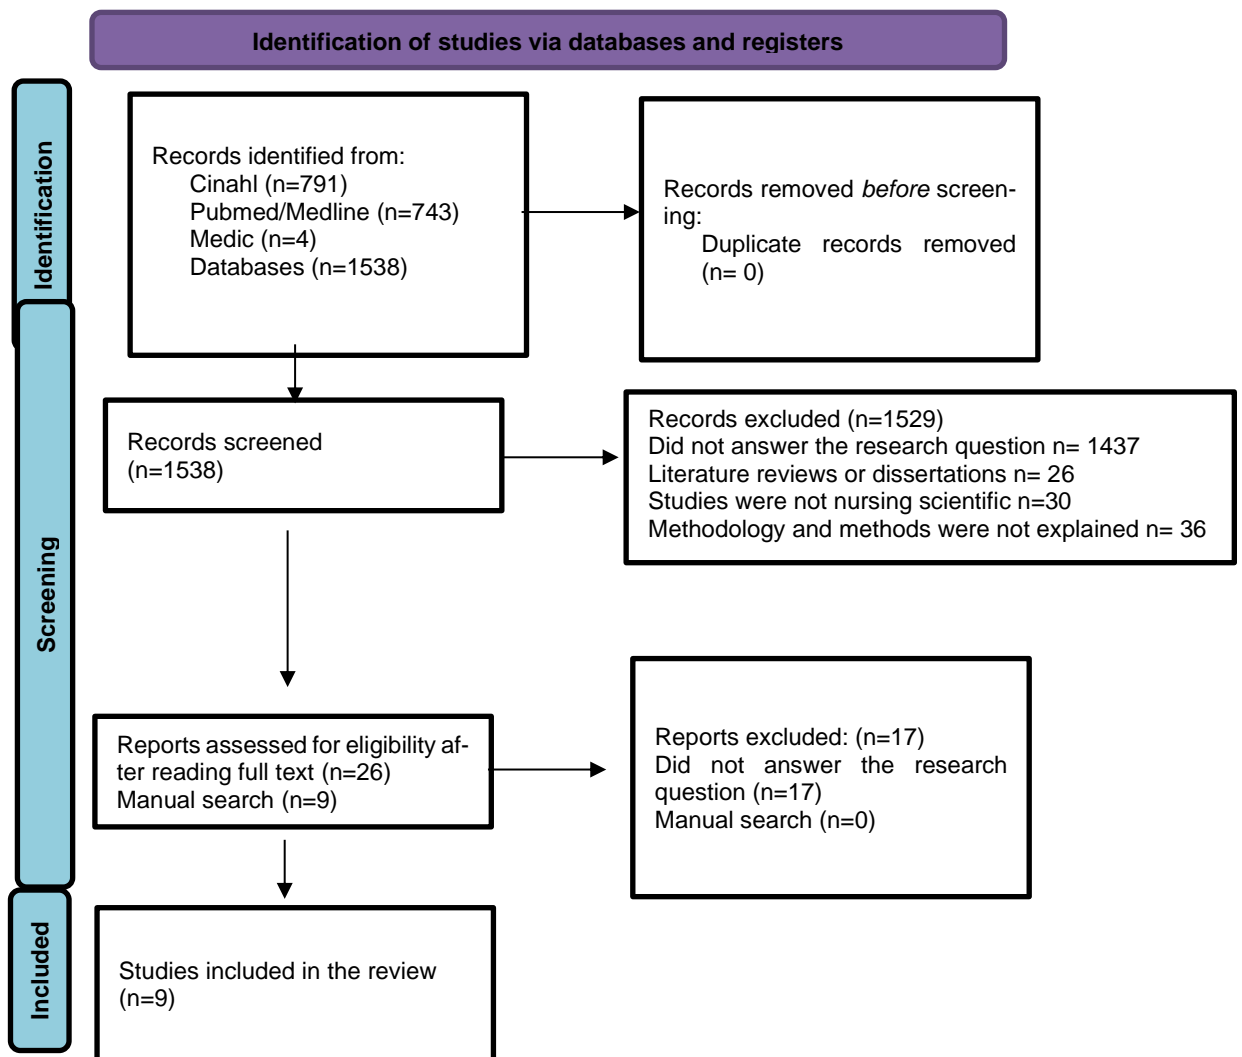 Identification of studies via databases and registers
Identification
Records identified from:
Cinahl (n=791)
Pubmed/Medline (n=743)
Medic (n=4)
Databases (n=1538)
Records removed before screen-
ing:
Duplicate records removed
(n= 0)
Screening
Records screened
(n=1538)
Records excluded (n=1529)
Did not answer the research question n= 1437
Literature reviews or dissertations n= 26
Studies were not nursing scientific n=30
Methodology and methods were not explained n= 36
Reports assessed for eligibility af-
ter reading full text (n=26)
Manual search (n=9)
Reports excluded: (n=17)
Did not answer the research
question (n=17)
Manual search (n=0)
Included
Studies included in the review
(n=9)